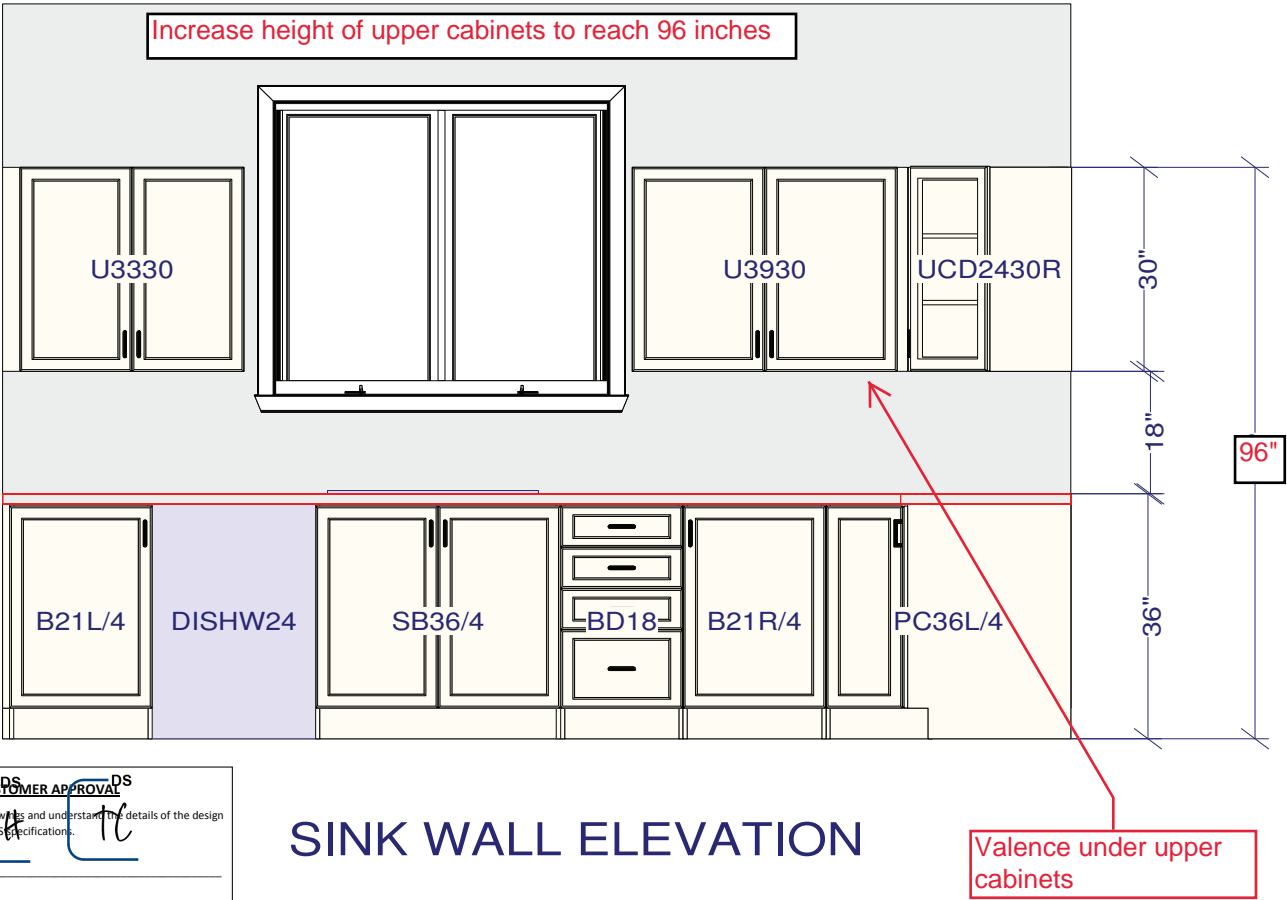 Increase height of upper cabinets to reach 96 inches
U3330
U3930
UCD2430R
30"
18"
96"
B21L/4
DISHW24
SB36/4
BD18
B21R/4
PC36L/4
36"
DS
DS
TOMER APPROVAL
and understand the details of the design
specifications.
TC
SINK WALL ELEVATION
Valence under upper
cabinets